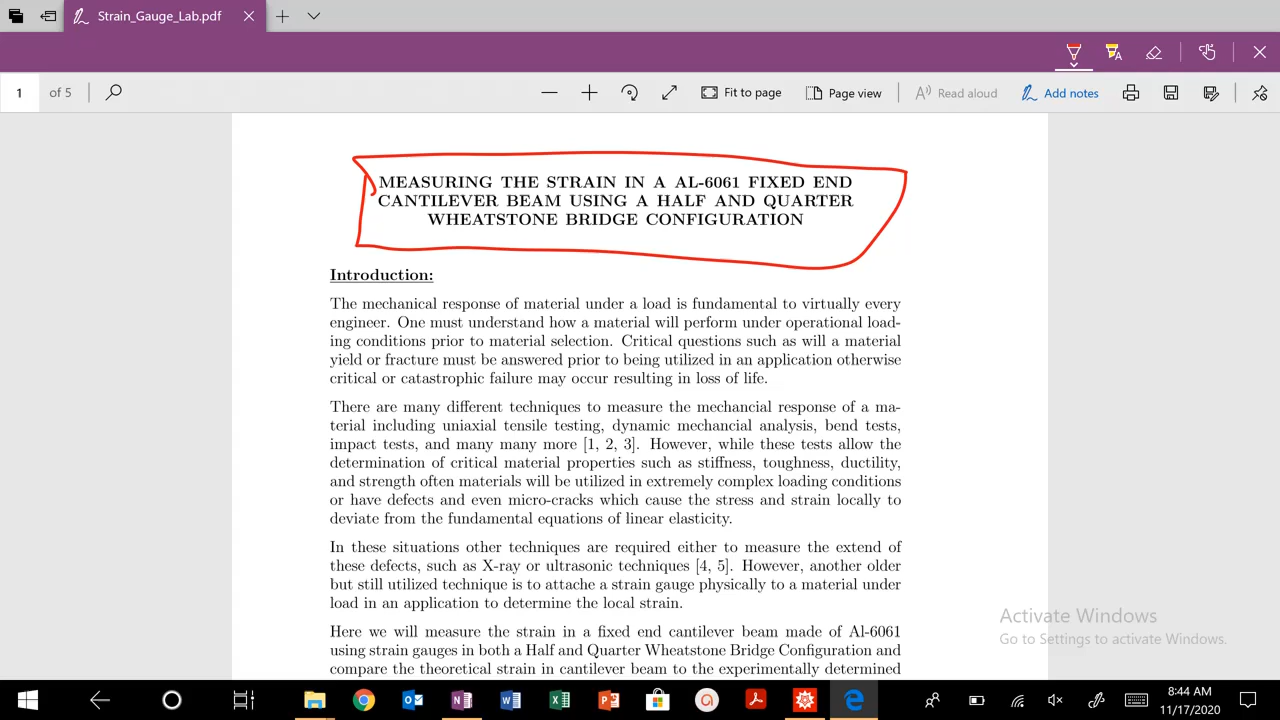 Strain_Gauge_Lab.pdf
1 of 5 Fit to page Page view Read aloud Add notes
MEASURING THE STRAIN IN A AL-6061 FIXED END
CANTILEVER BEAM USING A HALF AND QUARTER
WHEATSTONE BRIDGE CONFIGURATION
Introduction:
The mechanical response of material under a load is fundamental to virtually every
engineer. One must understand how a material will perform under operational load-
ing conditions prior to material selection. Critical questions such as will a material
yield or fracture must be answered prior to being utilized in an application otherwise
critical or catastrophic failure may occur resulting in loss of life.
There are many different techniques to measure the mechancial response of a ma-
terial including uniaxial tensile testing, dynamic mechancial analysis, bend tests,
impact tests, and many many more [1, 2, 3]. However, while these tests allow the
determination of critical material properties such as stiffness, toughness, ductility,
and strength often materials will be utilized in extremely complex loading conditions
or have defects and even micro-cracks which cause the stress and strain locally to
deviate from the fundamental equations of linear elasticity.
In these situations other techniques are required either to measure the extend of
these defects, such as X-ray or ultrasonic techniques [4, 5]. However, another older
but still utilized technique is to attache a strain gauge physically to a material under
load in an application to determine the local strain.
Here we will measure the strain in a fixed end cantilever beam made of Al-6061
using strain gauges in both a Half and Quarter Wheatstone Bridge Configuration and
compare the theoretical strain in cantilever beam to the experimentally determined
Activate Windows
Go to Settings to activate Windows.
8:44 AM
11/17/2020